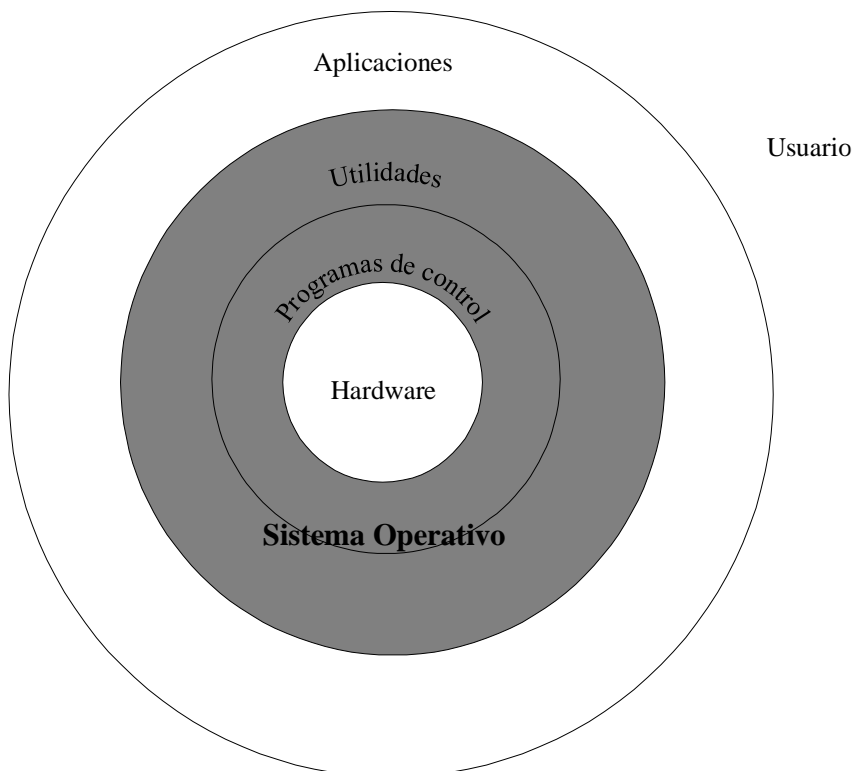 Aplicaciones
Usuario
Utilidades
Programas de control
Hardware
Sistema Operativo